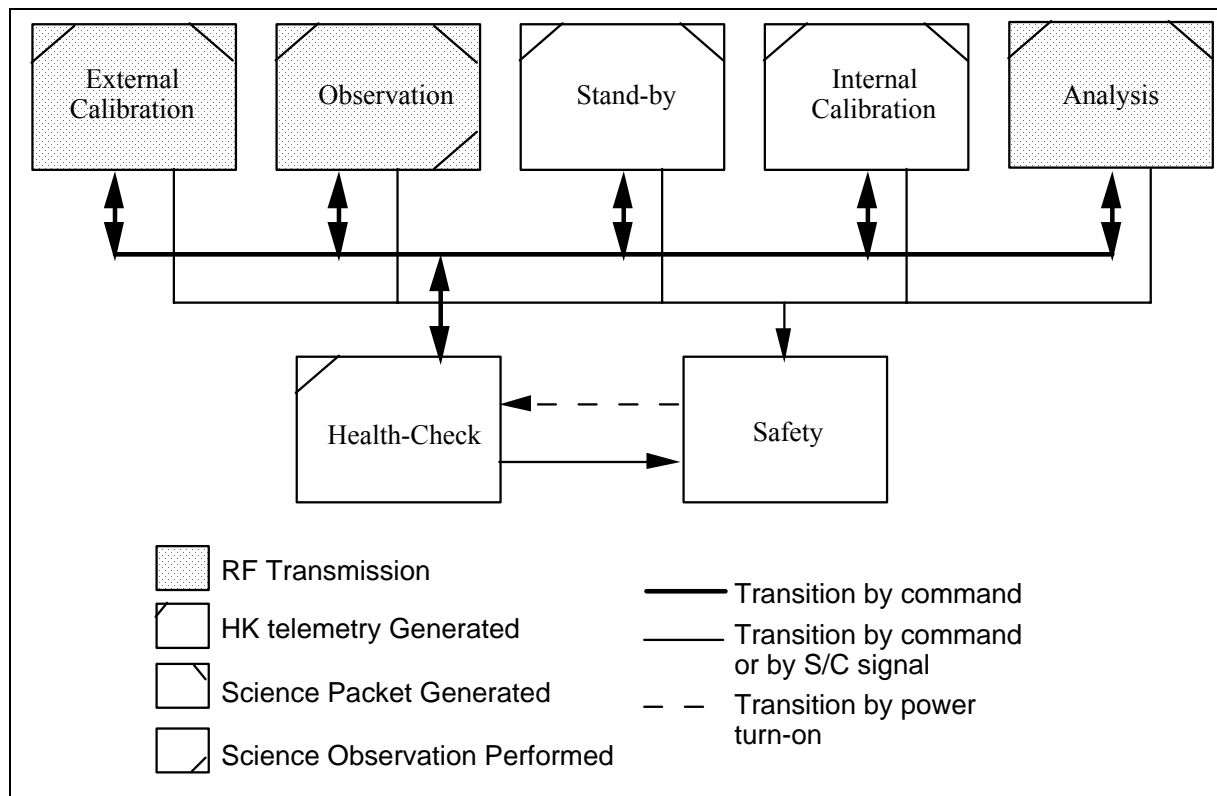 External
Calibration
Observation
Stand-by
Internal
Calibration
Analysis
Health-Check
Safety
RF Transmission
HK telemetry Generated
Science Packet Generated
Science Observation Performed
Transition by command
Transition by command
or by S/C signal
Transition by power
turn-on